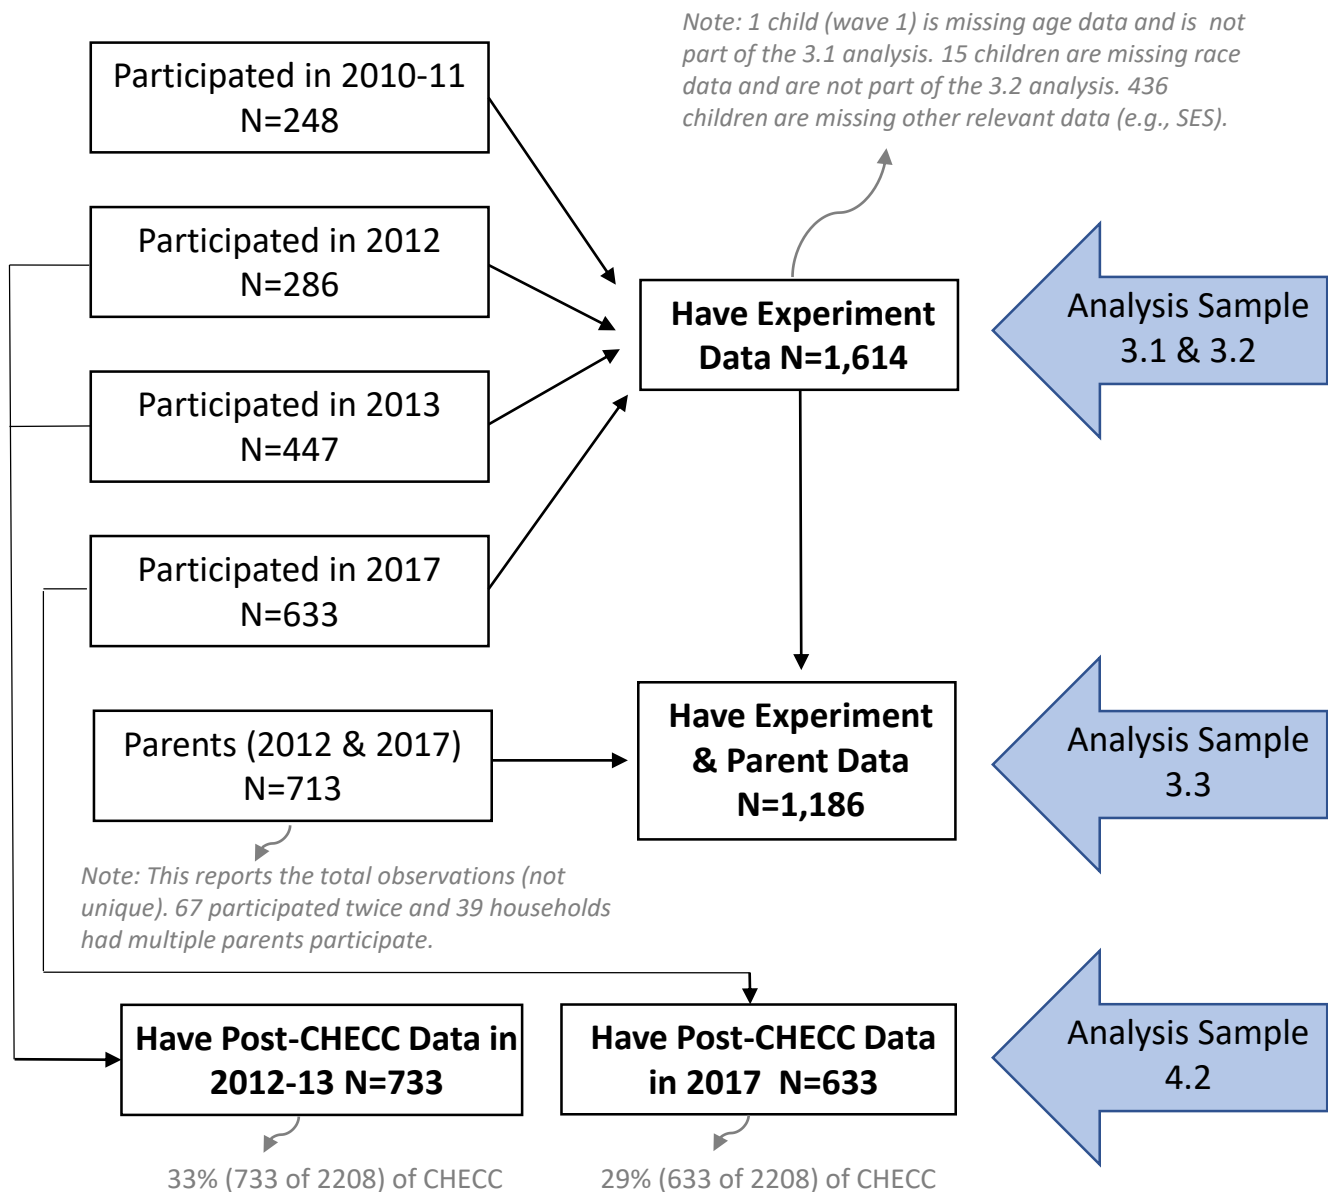 Note: 1 child (wave 1) is missing age data and is not
part of the 3.1 analysis. 15 children are missing race
data and are not part of the 3.2 analysis. 436
children are missing other relevant data (e.g., SES).
Participated in 2010-11
N=248
Participated in 2012
N=286
Have Experiment
Data N=1,614
Analysis Sample
3.1 & 3.2
Participated in 2013
N=447
Participated in 2017
N=633
Parents (2012 & 2017)
N=713
Have Experiment
& Parent Data
N=1,186
Analysis Sample
3.3
Note: This reports the total observations (not
unique). 67 participated twice and 39 households
had multiple parents participate.
Have Post-CHECC Data in
2012-13 N=733
Have Post-CHECC Data
in 2017 N=633
Analysis Sample
4.2
33% (733 of 2208) of CHECC
29% (633 of 2208) of CHECC